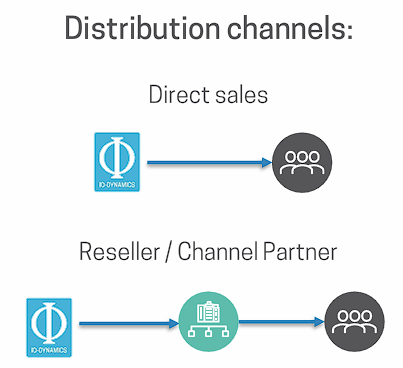 Distribution channels:
Direct sales
IO-DYNAMICS
Reseller / Channel Partner
IO-DYNAMICS